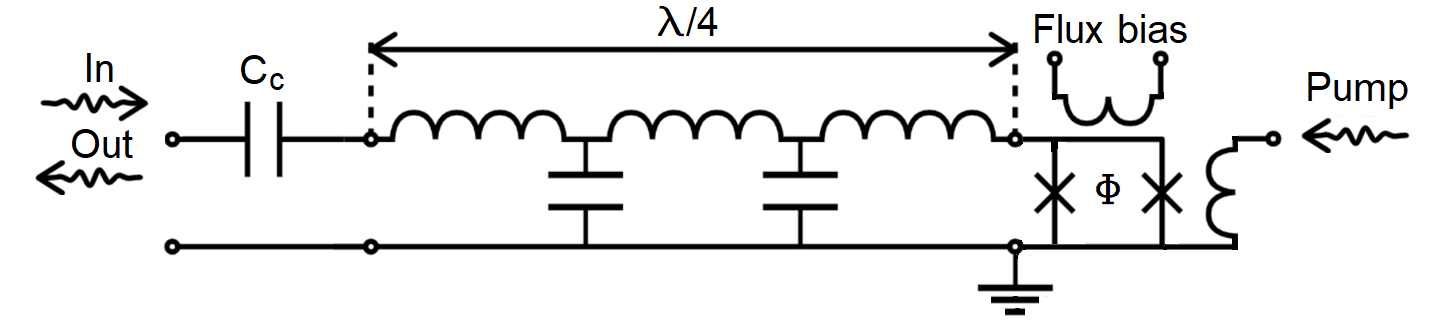 λ/4
Flux bias
In
Cc
Pump
Out
Φ